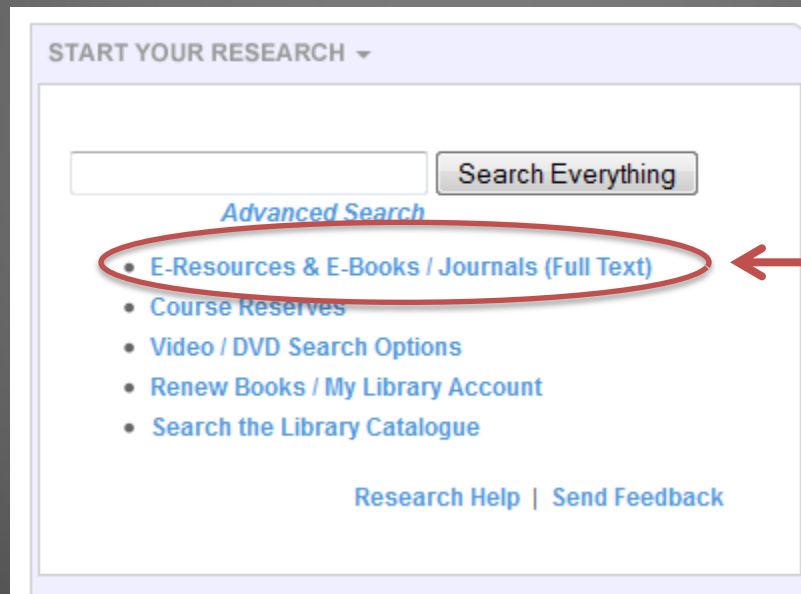 START YOUR RESEARCH
Search Everything
Advanced Search
E-Resources & E-Books / Journals (Full Text)
Course Reserves
Video / DVD Search Options
Renew Books / My Library Account
Search the Library Catalogue
Research Help | Send Feedback